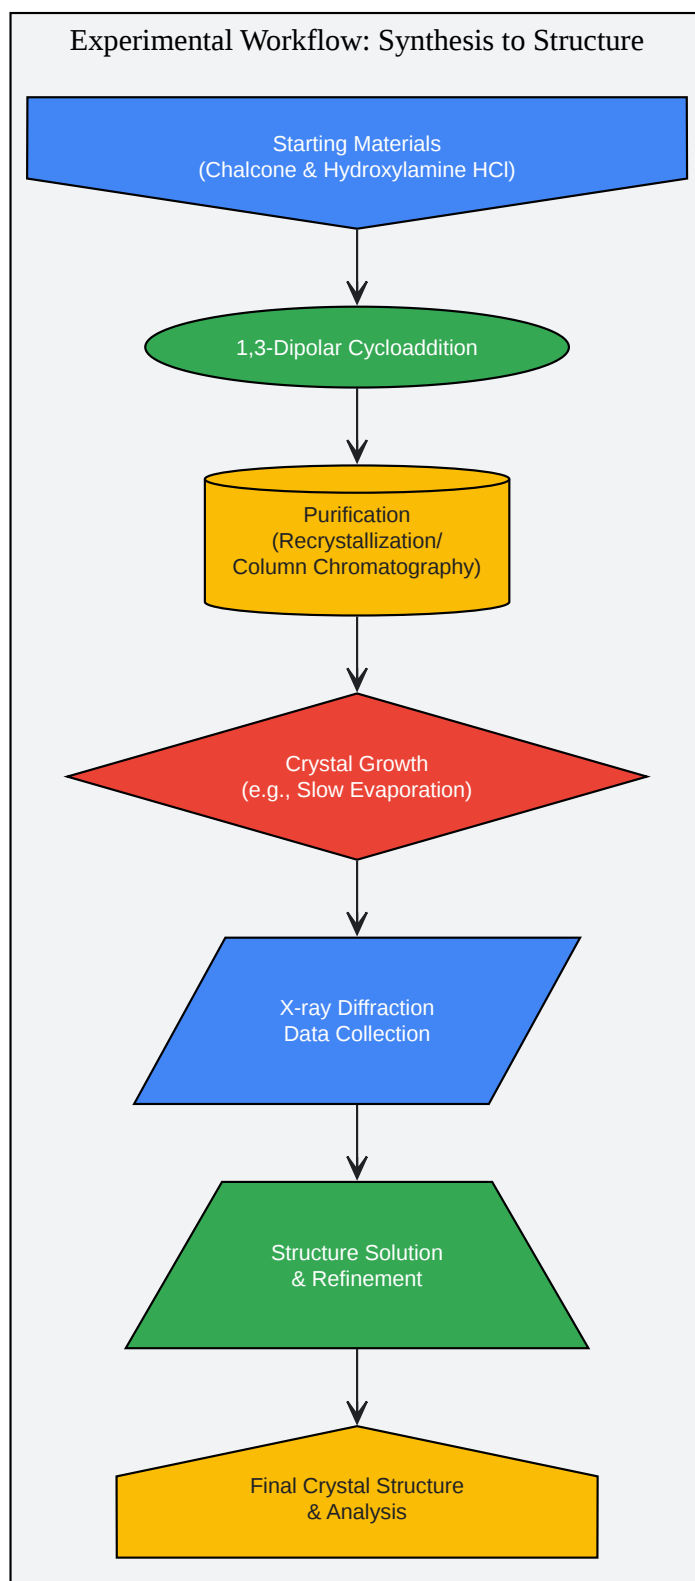 Experimental Workflow: Synthesis to Structure
Starting Materials
(Chalcone & Hydroxylamine HCl)
1,3-Dipolar Cycloaddition
Purification
(Recrystallization/
Column Chromatography)
Crystal Growth
(e.g., Slow Evaporation)
X-ray Diffraction
Data Collection
Structure Solution
& Refinement
Final Crystal Structure
& Analysis